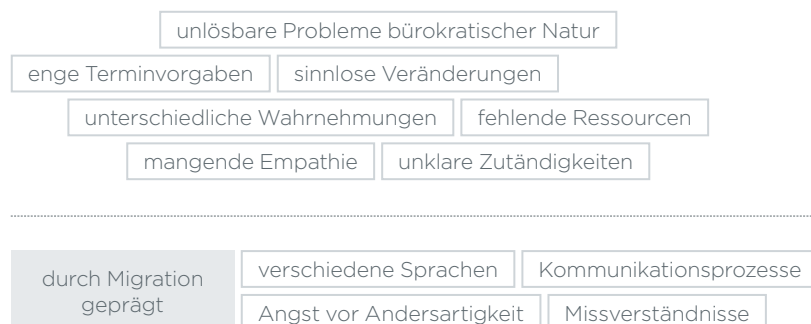 unlösbare Probleme bürokratischer Natur
enge Terminvorgaben sinnlose Veränderungen
unterschiedliche Wahrnehmungen fehlende Ressourcen
mangende Empathie unklare Zutändigkeiten
durch Migration
geprägt
verschiedene Sprachen Kommunikationsprozesse
Angst vor Andersartigkeit Missverständnisse